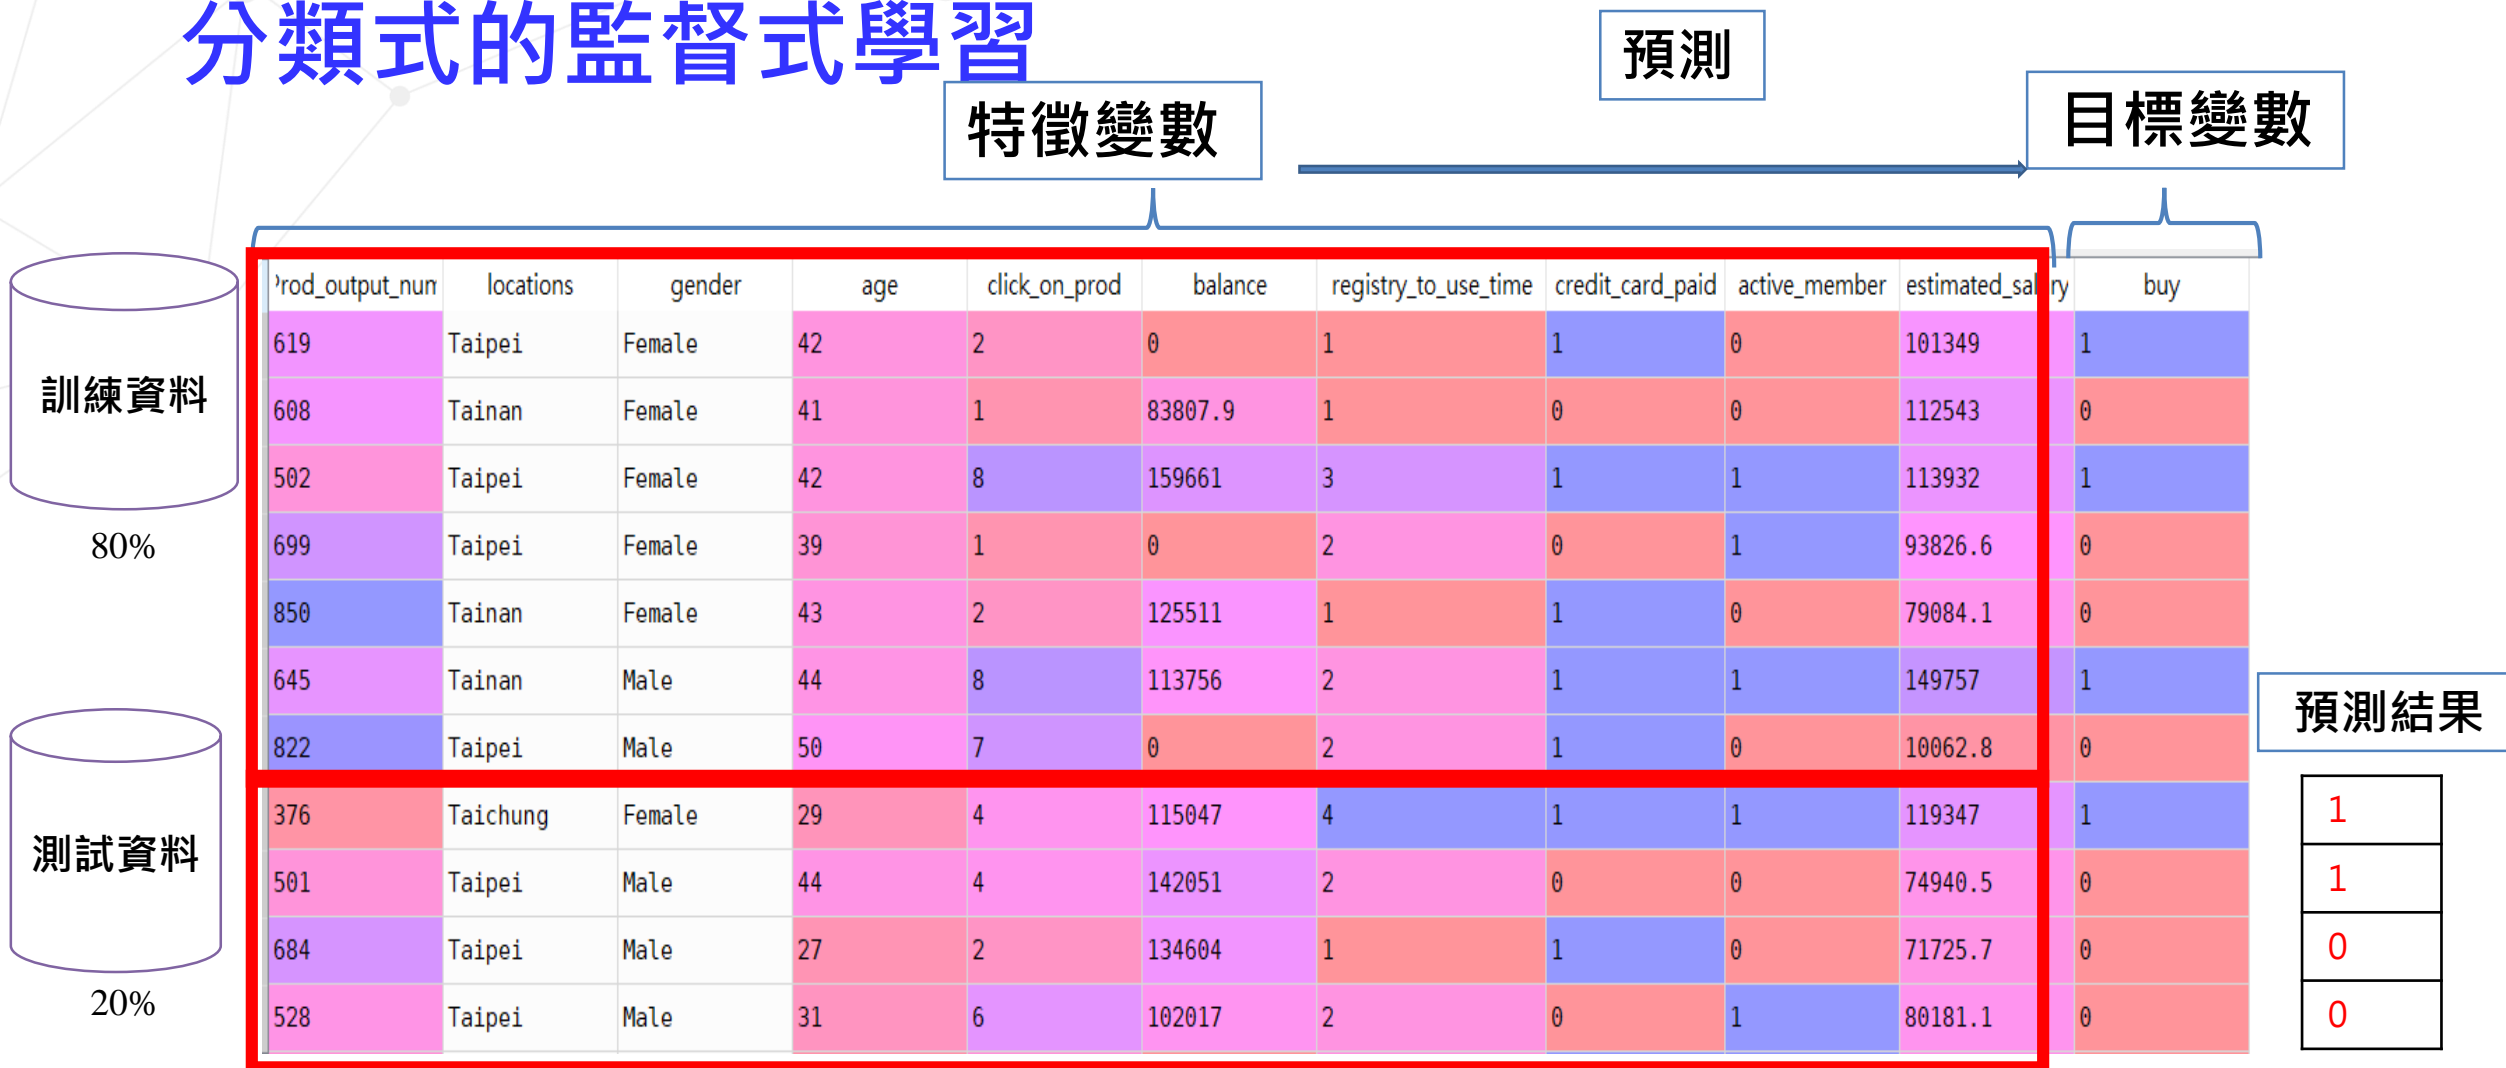 分類式的監督式學習
預測
特徵變數
目標變數
Prod_output_num locations gender age click_on_prod balance registry_to_use_time credit_card_paid active_member estimated_salary buy
619 Taipei Female 42 2 0 1 1 0 101349 1
608 Tainan Female 41 1 83807.9 1 0 0 112543 0
502 Taipei Female 42 8 159661 3 1 1 113932 1
699 Taipei Female 39 1 0 2 0 1 93826.6 0
850 Tainan Female 43 2 125511 1 1 0 79084.1 0
645 Tainan Male 44 8 113756 2 1 1 149757 1
822 Taipei Male 50 7 0 2 1 0 10062.8 0
376 Taichung Female 29 4 115047 4 1 1 119347 1
501 Taipei Male 44 4 142051 2 0 0 74940.5 0
684 Taipei Male 27 2 134604 1 1 0 71725.7 0
528 Taipei Male 31 6 102017 2 0 1 80181.1 0
訓練資料
80%
測試資料
20%
預測結果
1
1
0
0